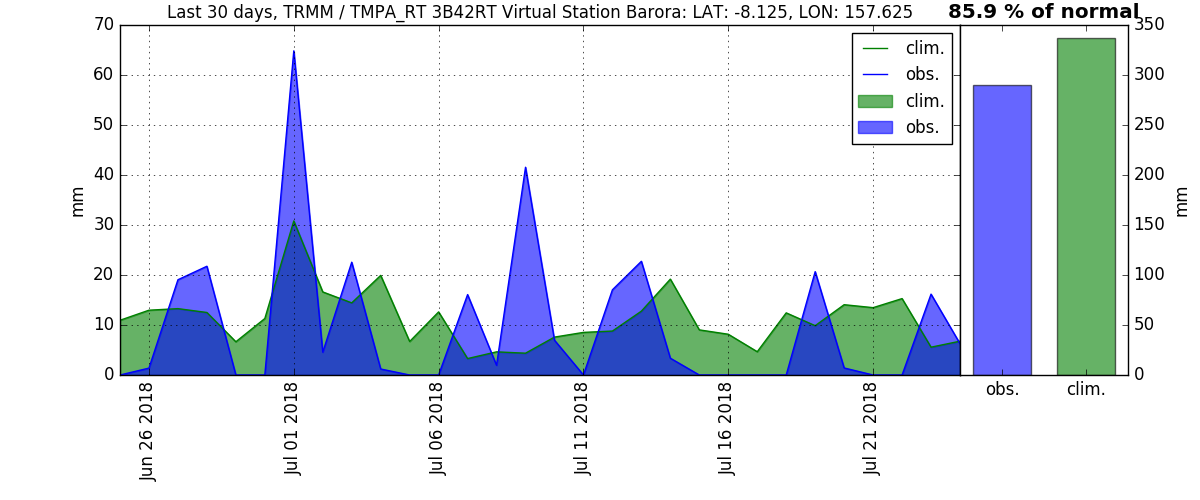 Last 30 days, TRMM / TMPA_RT 3B42RT Virtual Station Barora: LAT: -8.125, LON: 157.625
85.9 % of normal
70
60
50
40
30
20
10
0
mm
clim.
obs.
clim.
obs.
350
300
250
200
150
100
50
0
mm
Jun 26 2018
Jul 01 2018
Jul 06 2018
Jul 11 2018
Jul 16 2018
Jul 21 2018
obs.
clim.